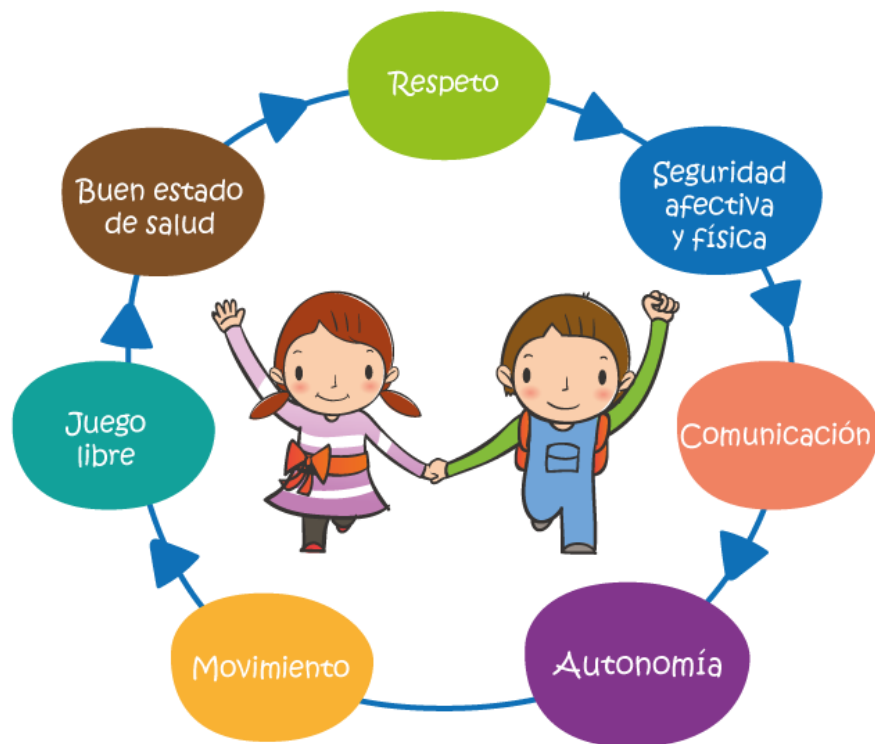 Respeto
Seguridad
afectiva
y física
Comunicación
Autonomía
Movimiento
Juego
libre
Buen estado
de salud